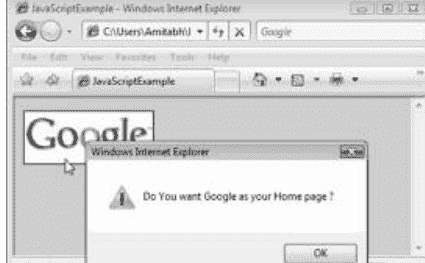 JavaScriptExample - Windows Internet Explorer
C:\Users\Amitabh\J
Google
File Edit View Favorites Tools Help
JavaScriptExample
Google
Windows Internet Explorer
Do You want Google as your Home page ?
OK